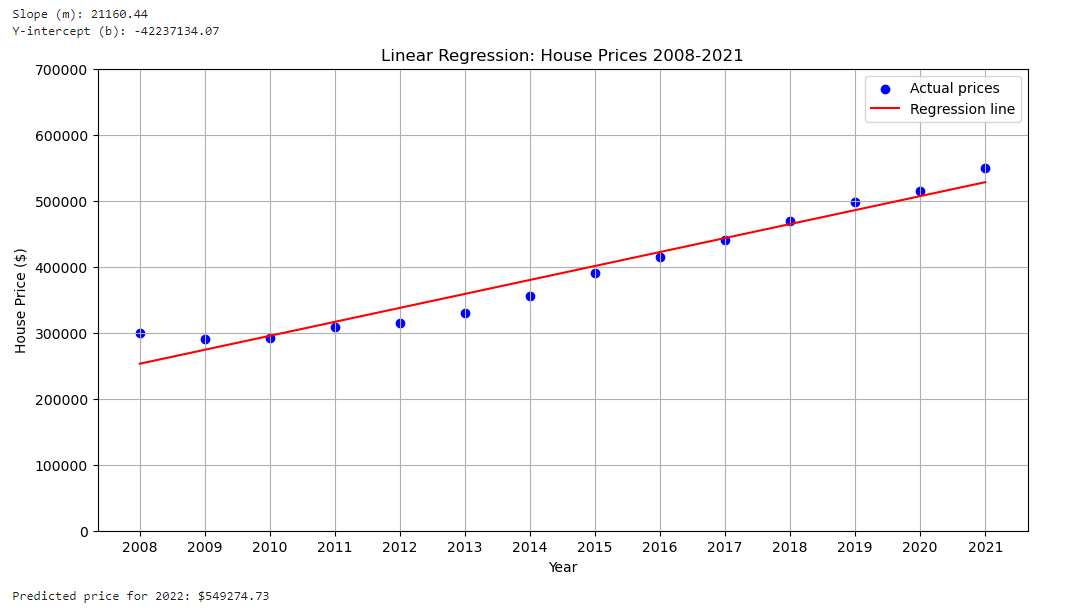 Slope (m): 21160.44
Y-intercept (b): -42237134.07
Linear Regression: House Prices 2008-2021
700000
600000
500000
400000
300000
200000
100000
0
House Price ($)
Actual prices
Regression line
2008 2009 2010 2011 2012 2013 2014 2015 2016 2017 2018 2019 2020 2021
Year
Predicted price for 2022: $549274.73